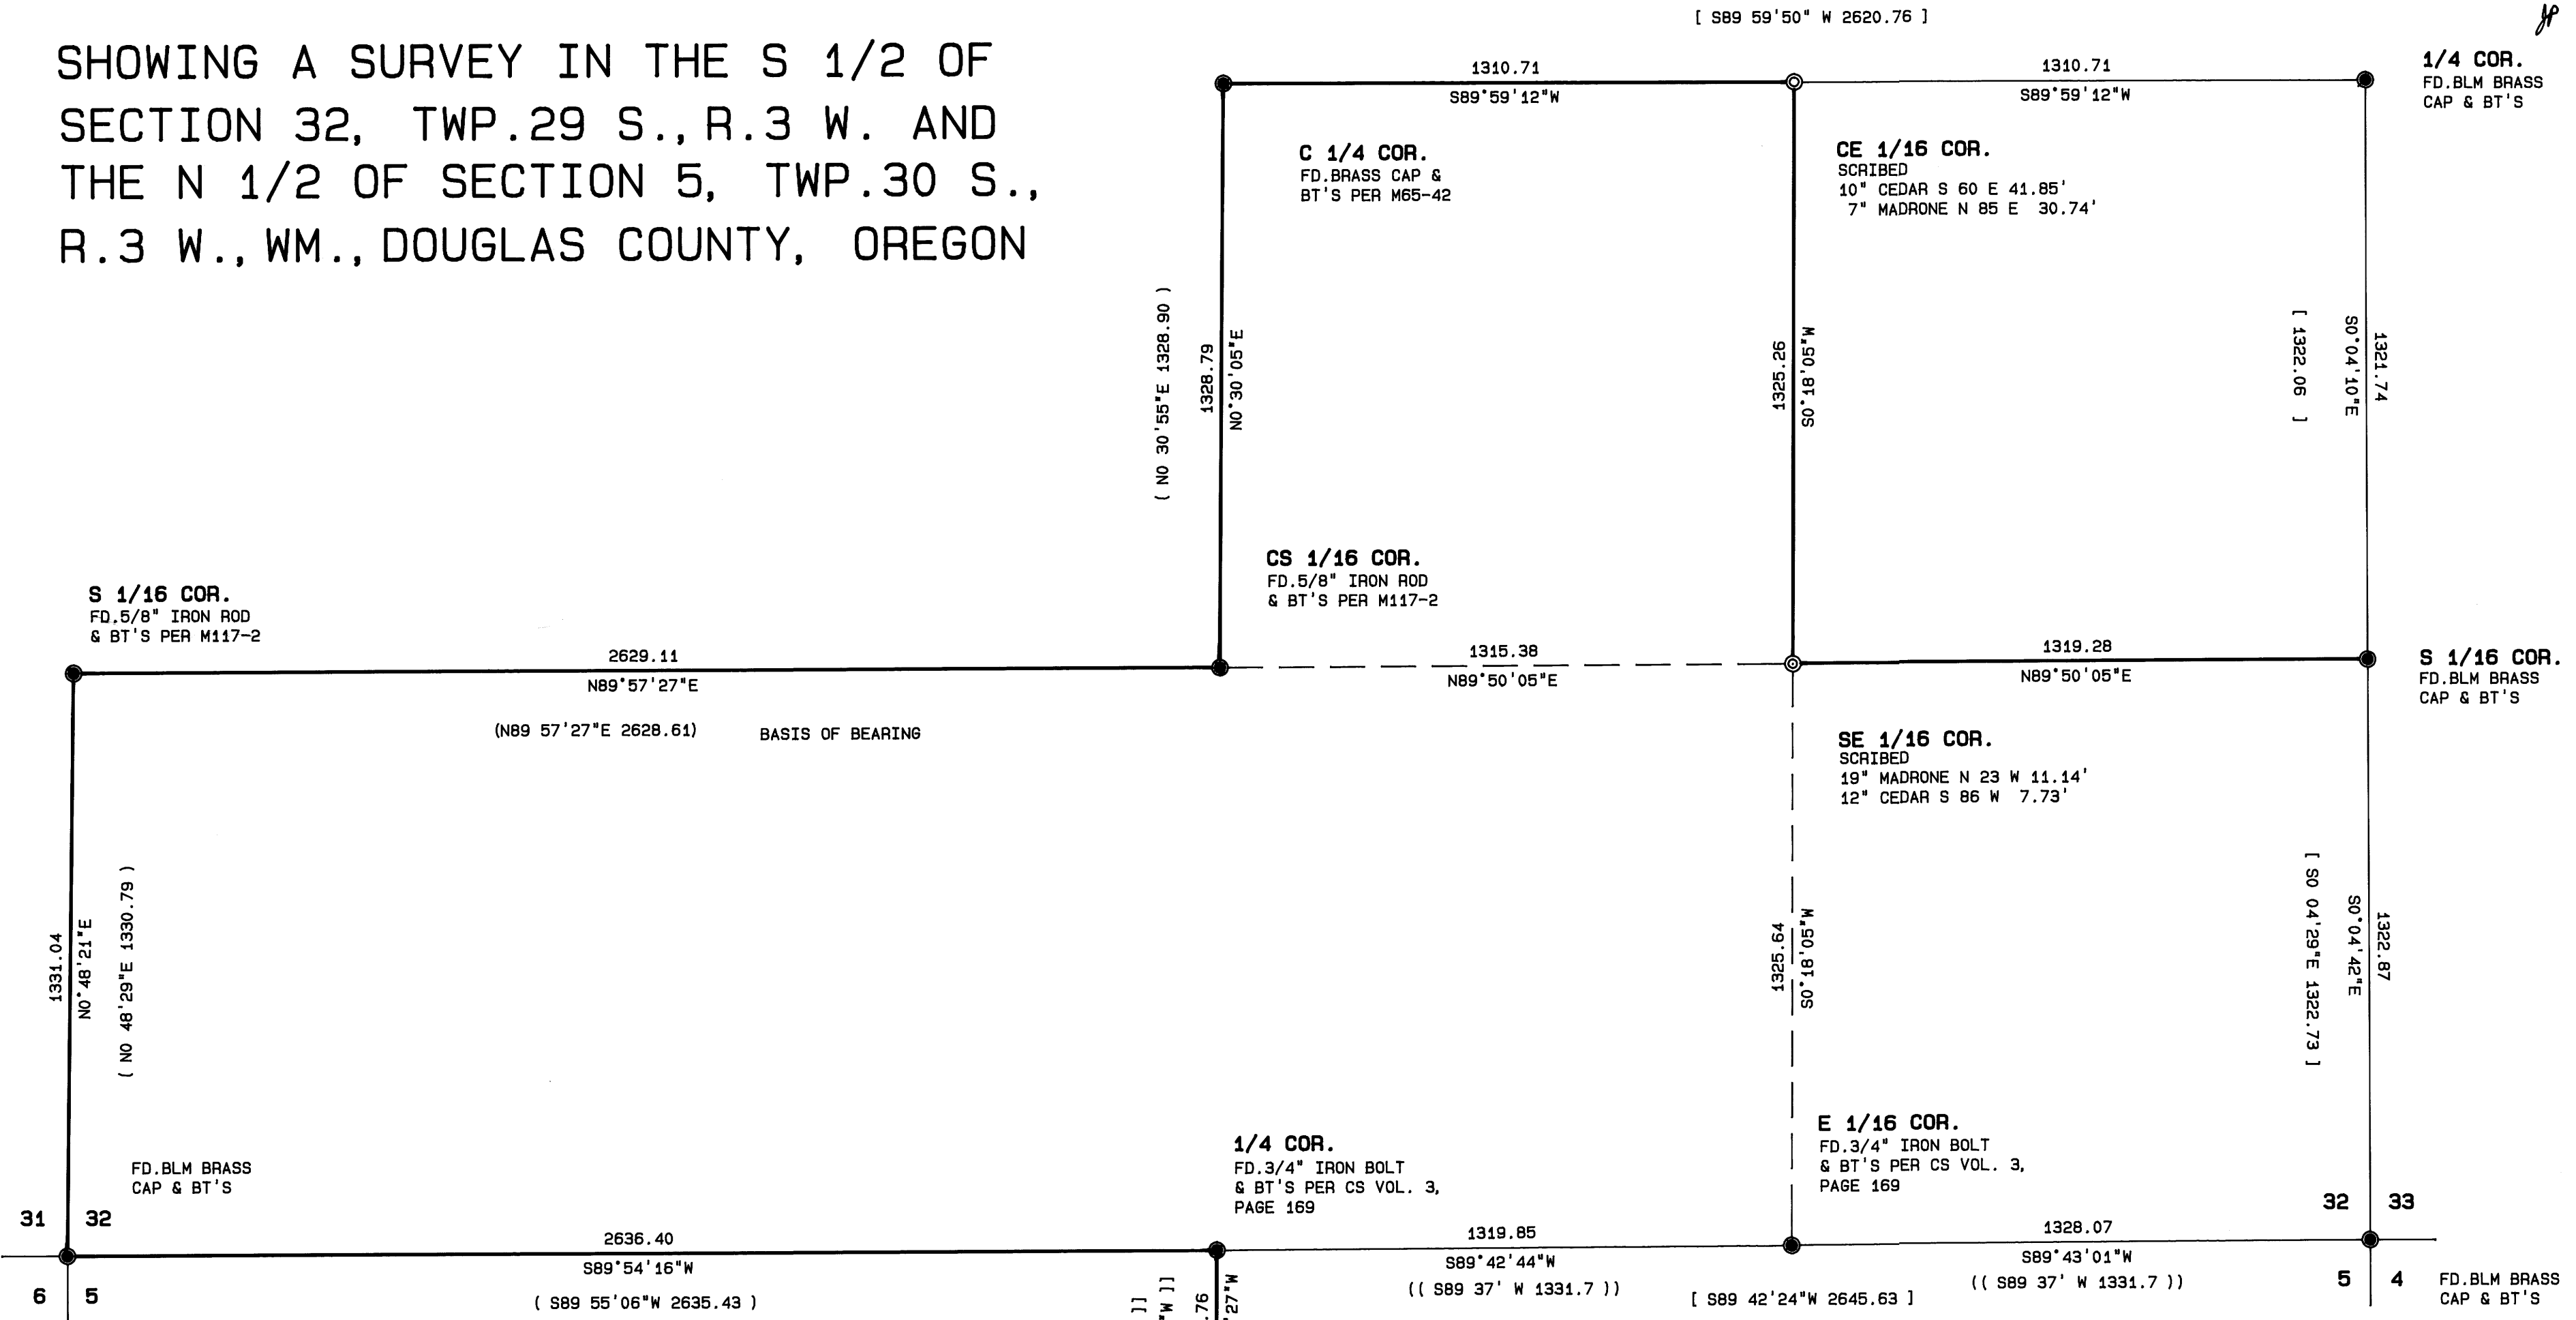 SHOWING A SURVEY IN THE S 1/2 OF
SECTION 32, TWP.29 S., R.3 W. AND
THE N 1/2 OF SECTION 5, TWP.30 S.,
R.3 W., WM., DOUGLAS COUNTY, OREGON
[ S89 59'50" W 2620.76 ]
1310.71
S89°59'12"W
1310.71
S89°59'12"W
1/4 COR.
FD.BLM BRASS
CAP & BT'S
C 1/4 COR.
FD.BRASS CAP &
BT'S PER M65-42
CE 1/16 COR.
SCRIBED
10" CEDAR S 60 E 41.85'
7" MADRONE N 85 E 30.74'
( N0 30'55"E 1328.90 )
1328.79
N0°30'05"E
1325.26
S0°18'05"W
[ 1322.06 ]
S0°04'10"E
1321.74
CS 1/16 COR.
FD.5/8" IRON ROD
& BT'S PER M117-2
S 1/16 COR.
FD.5/8" IRON ROD
& BT'S PER M117-2
2629.11
N89°57'27"E
(N89 57'27"E 2628.61)
BASIS OF BEARING
1315.38
N89°50'05"E
1319.28
N89°50'05"E
S 1/16 COR.
FD.BLM BRASS
CAP & BT'S
SE 1/16 COR.
SCRIBED
19" MADRONE N 23 W 11.14'
12" CEDAR S 86 W 7.73'
1331.04
N0°48'21"E
( N0 48'29"E 1330.79 )
1325.64
S0°18'05"W
[ S0 04'29"E 1322.73 ]
S0°04'42"E
1322.87
FD.BLM BRASS
CAP & BT'S
1/4 COR.
FD.3/4" IRON BOLT
& BT'S PER CS VOL. 3,
PAGE 169
E 1/16 COR.
FD.3/4" IRON BOLT
& BT'S PER CS VOL. 3,
PAGE 169
31 32
32 33
2636.40
S89°54'16"W
( S89 55'06"W 2635.43 )
1319.85
S89°42'44"W
(( S89 37' W 1331.7 ))
[ S89 42'24"W 2645.63 ]
1328.07
S89°43'01"W
(( S89 37' W 1331.7 ))
6 5
5 4
FD.BLM BRASS
CAP & BT'S
]]
"W ]]
.76
'27"W